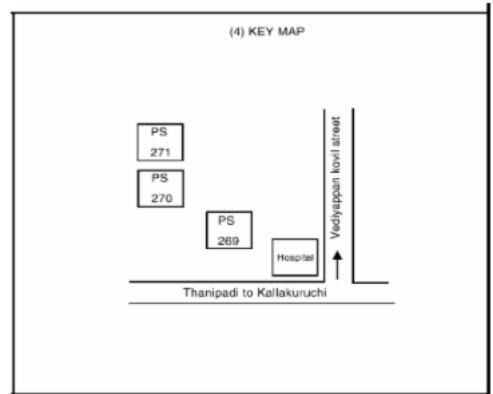 (4) KEY MAP
PS
271
PS
270
PS
269
Hospital
Vediyappan kovil street
Thanipadi to Kallakuruchi